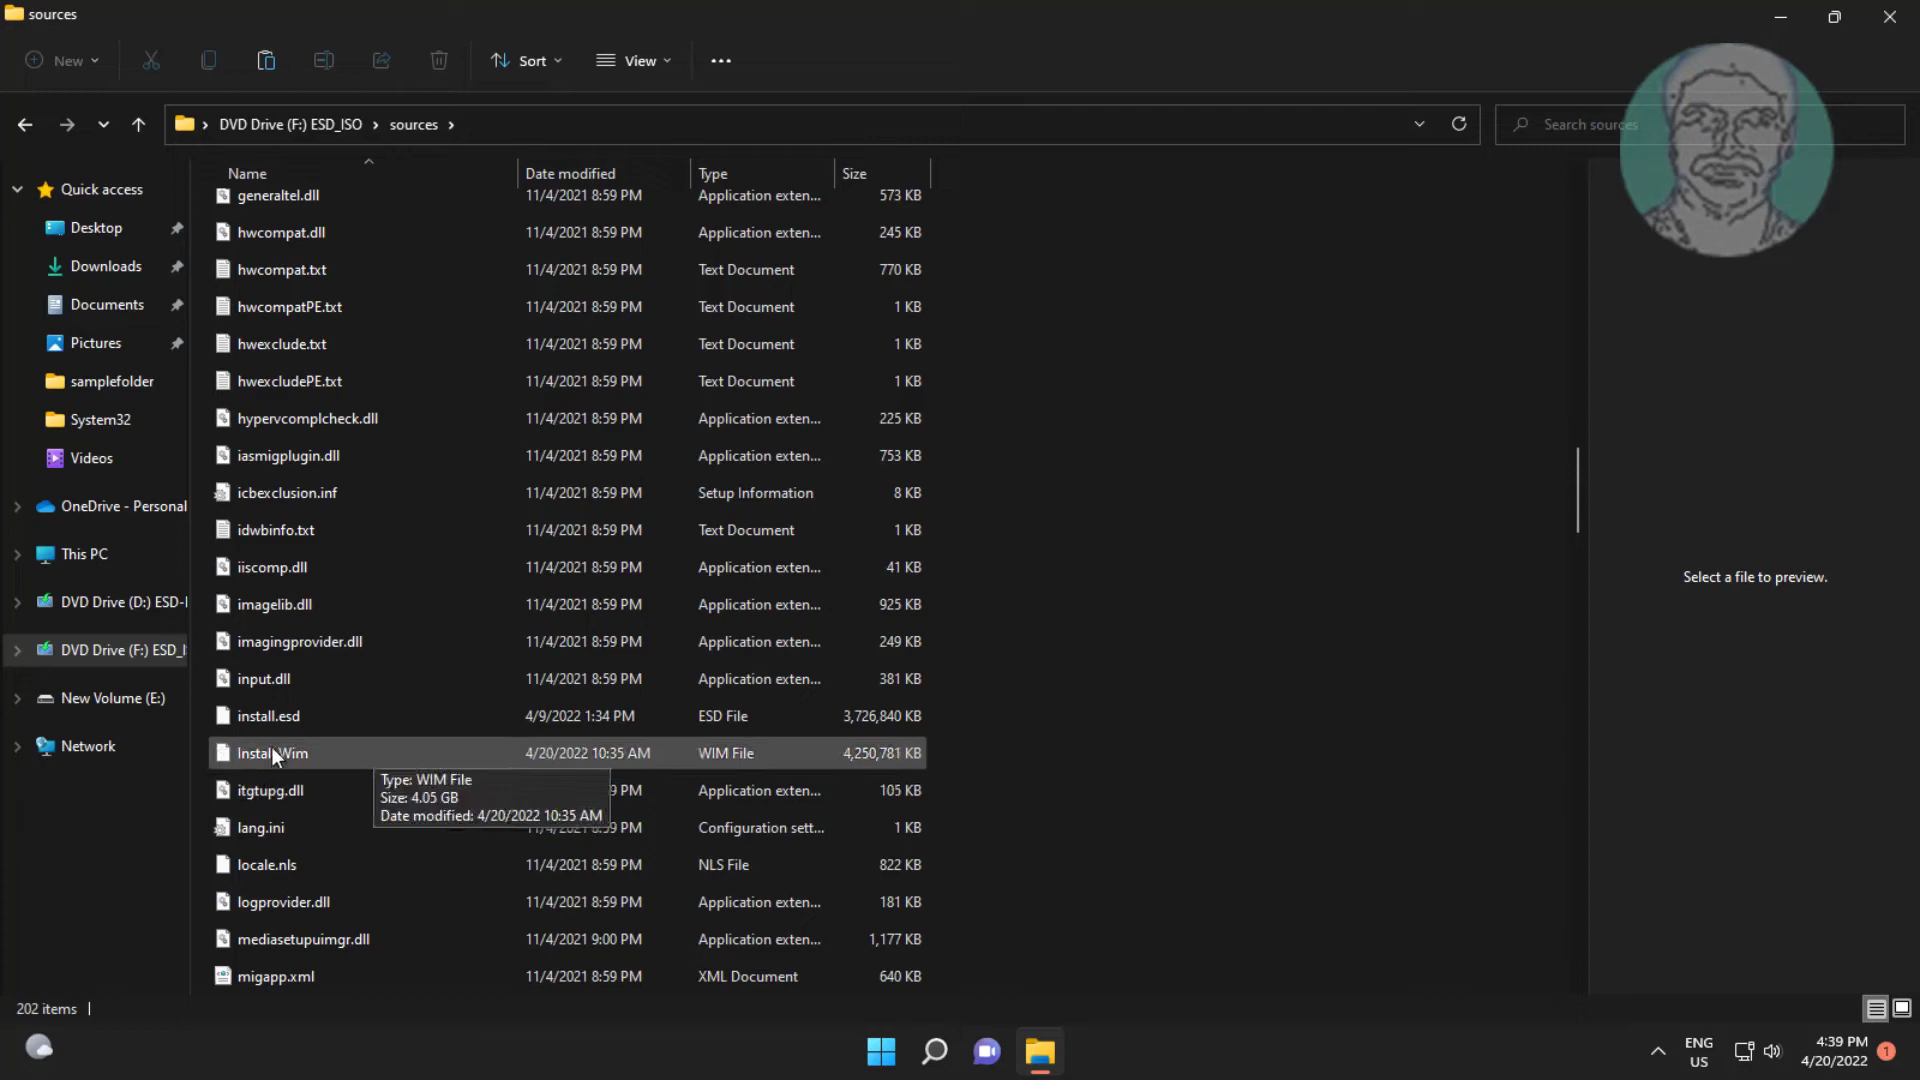 sources
New
Sort
View
DVD Drive (F:) ESD_ISO
sources
Search sources
Name
Date modified
Type
Size
Quick access
Desktop
Downloads
Documents
Pictures
samplefolder
System32
Videos
OneDrive - Personal
This PC
DVD Drive (D:) ESD-I
DVD Drive (F:) ESD_I
New Volume (E:)
Network
generaltel.dll 11/4/2021 8:59 PM Application exten... 573 KB
hwcompat.dll 11/4/2021 8:59 PM Application exten... 245 KB
hwcompat.txt 11/4/2021 8:59 PM Text Document 770 KB
hwcompatPE.txt 11/4/2021 8:59 PM Text Document 1 KB
hwexclude.txt 11/4/2021 8:59 PM Text Document 1 KB
hwexcludePE.txt 11/4/2021 8:59 PM Text Document 1 KB
hypervcomplcheck.dll 11/4/2021 8:59 PM Application exten... 225 KB
iasmigplugin.dll 11/4/2021 8:59 PM Application exten... 753 KB
icbexclusion.inf 11/4/2021 8:59 PM Setup Information 8 KB
idwbinfo.txt 11/4/2021 8:59 PM Text Document 1 KB
iiscomp.dll 11/4/2021 8:59 PM Application exten... 41 KB
imagelib.dll 11/4/2021 8:59 PM Application exten... 925 KB
imagingprovider.dll 11/4/2021 8:59 PM Application exten... 249 KB
input.dll 11/4/2021 8:59 PM Application exten... 381 KB
install.esd 4/9/2022 1:34 PM ESD File 3,726,840 KB
Install.Wim 4/20/2022 10:35 AM WIM File 4,250,781 KB
Type: WIM File
Size: 4.05 GB
Date modified: 4/20/2022 10:35 AM
itgtupg.dll 9 PM Application exten... 105 KB
lang.ini 11/4/2021 8:59 PM Configuration sett... 1 KB
locale.nls 11/4/2021 8:59 PM NLS File 822 KB
logprovider.dll 11/4/2021 8:59 PM Application exten... 181 KB
mediasetupuimgr.dll 11/4/2021 9:00 PM Application exten... 1,177 KB
migapp.xml 11/4/2021 8:59 PM XML Document 640 KB
Select a file to preview.
202 items
ENG
US
4:39 PM
4/20/2022
1